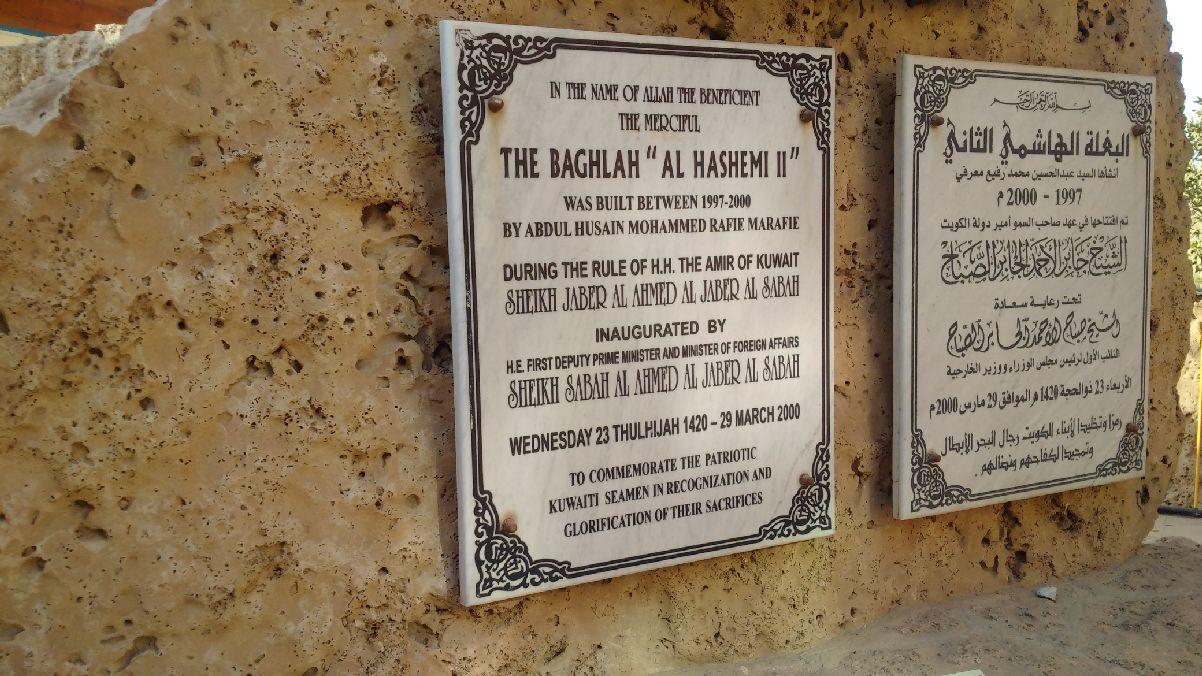 IN THE NAME OF ALLAH THE BENEFICIENT
THE MERCIFUL
THE BAGHLAH "AL HASHEMI II"
WAS BUILT BETWEEN 1997-2000
BY ABDUL HUSAIN MOHAMMED RAFIE MARAFIE
DURING THE RULE OF H.H. THE AMIR OF KUWAIT
SHEIKH JABER AL AHMED AL JABER AL SABAH
INAUGURATED BY
H.E. FIRST DEPUTY PRIME MINISTER AND MINISTER OF FOREIGN AFFAIRS
SHEIKH SABAH AL AHMED AL JABER AL SABAH
WEDNESDAY 23 THULHIJAH 1420 – 29 MARCH 2000
TO COMMEMORATE THE PATRIOTIC
KUWAITI SEAMEN IN RECOGNIZATION AND
GLORIFICATION OF THEIR SACRIFICES
بسم الله الرحمن الرحيم
البغلة الهاشمي الثاني
أنشأها السيد عبدالحسين محمد رفيع معرفي
1997 - 2000 م
تم افتتاحها في عهد صاحب السمو أمير دولة الكويت
الشيخ جابر الأحمد الجابر الصباح
تحت رعاية سعادة
الشيخ صباح الأحمد الجابر الصباح
النائب الأول لرئيس مجلس الوزراء ووزير الخارجية
الأربعاء 23 ذو الحجة 1420 هـ الموافق 29 مارس 2000 م
رمزا وتخليدا لأبناء الكويت رجال البحر الأبطال
وتمجيدا لكفاحهم ونضالهم.